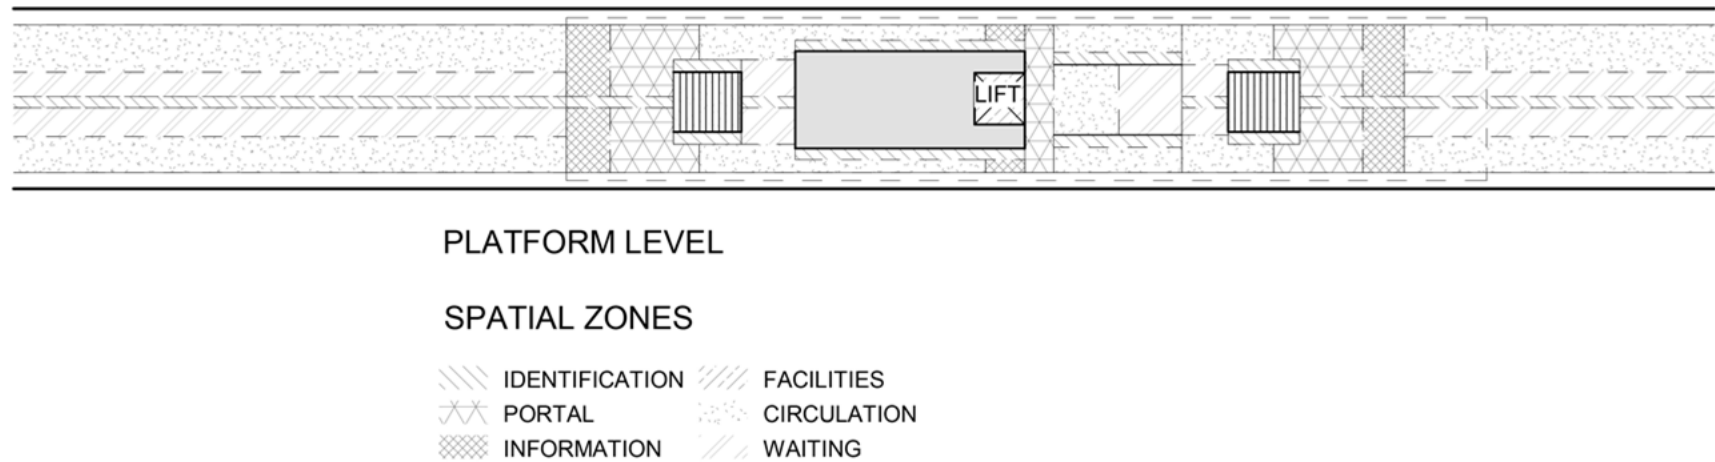 LIFT
PLATFORM LEVEL
SPATIAL ZONES
IDENTIFICATION FACILITIES
PORTAL CIRCULATION
INFORMATION WAITING